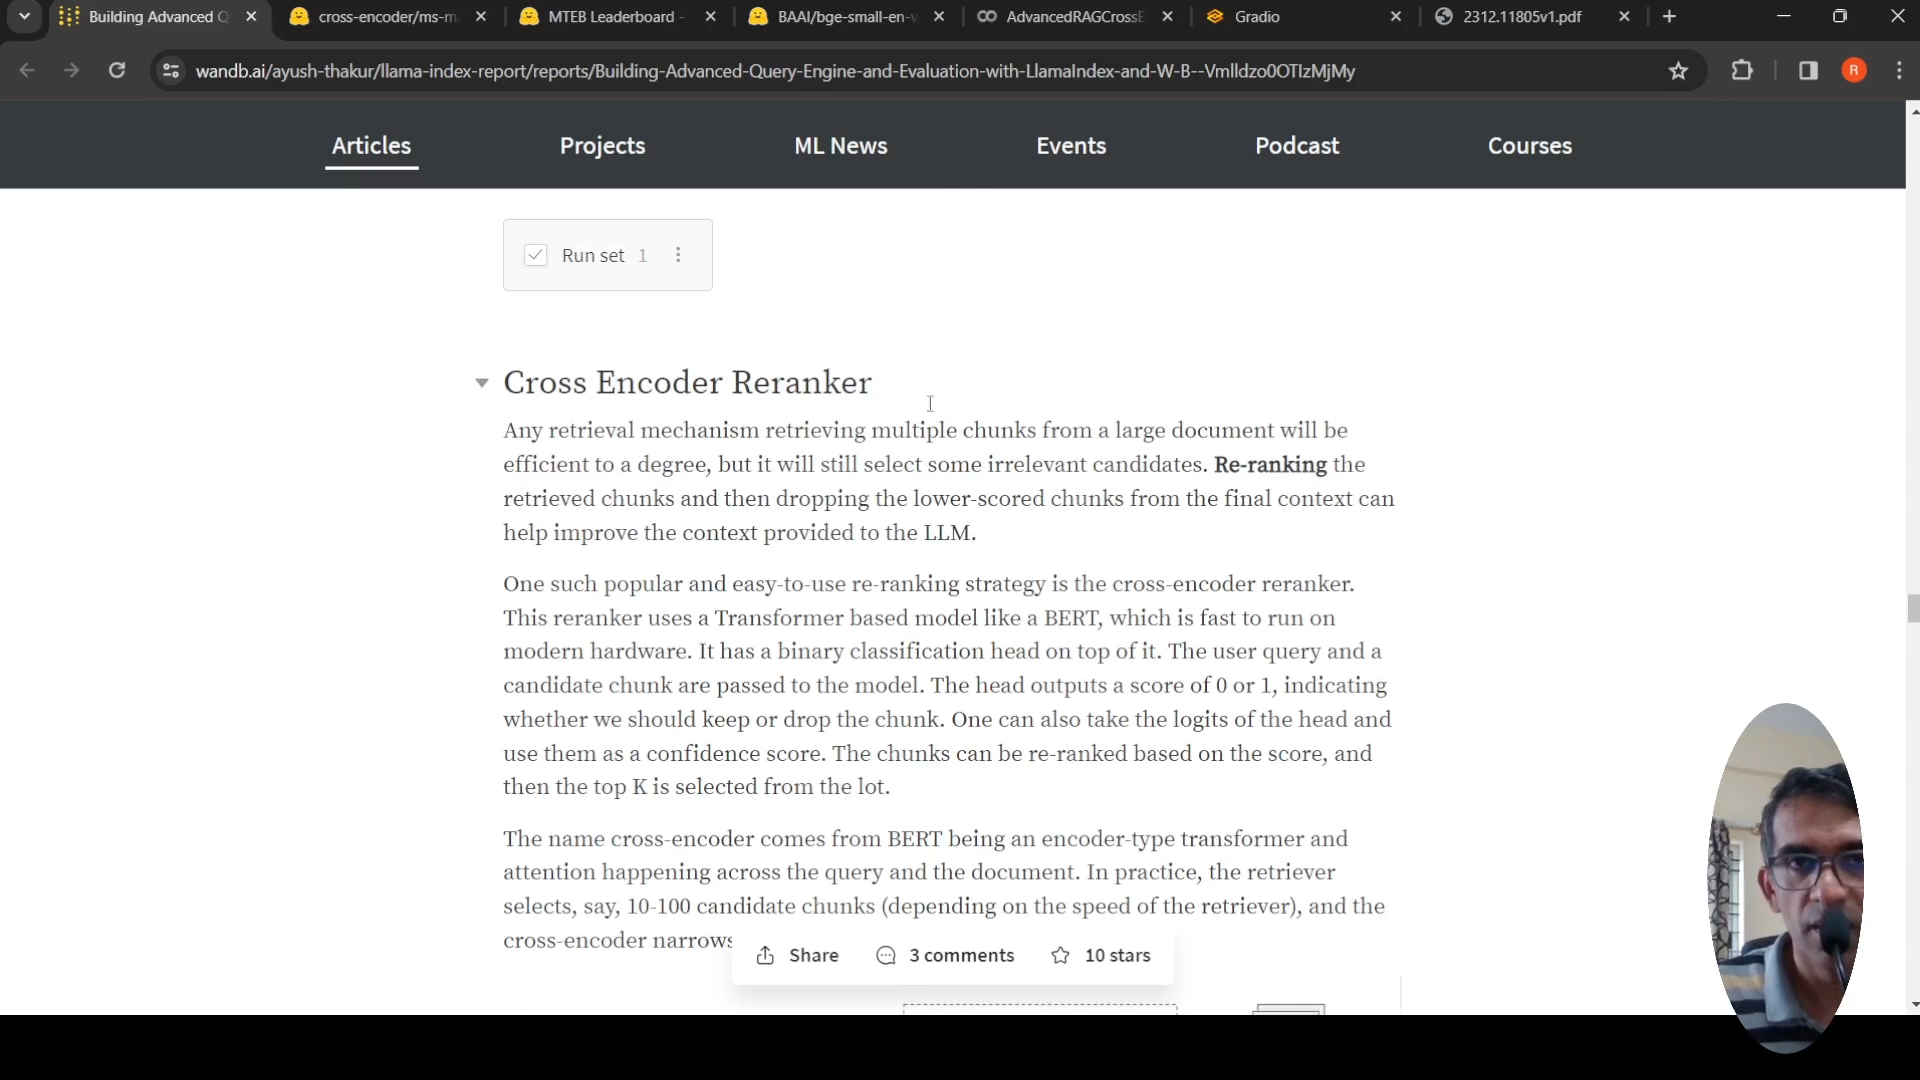 Building Advanced Q
cross-encoder/ms-m
MTEB Leaderboard -
BAAI/bge-small-en-v
AdvancedRAGCrossE
Gradio
2312.11805v1.pdf
wandb.ai/ayush-thakur/llama-index-report/reports/Building-Advanced-Query-Engine-and-Evaluation-with-LlamaIndex-and-W-B--Vmlldzo0OTIzMjMy
R
Articles
Projects
ML News
Events
Podcast
Courses
Run set 1
Cross Encoder Reranker
Any retrieval mechanism retrieving multiple chunks from a large document will be
efficient to a degree, but it will still select some irrelevant candidates. Re-ranking the
retrieved chunks and then dropping the lower-scored chunks from the final context can
help improve the context provided to the LLM.
One such popular and easy-to-use re-ranking strategy is the cross-encoder reranker.
This reranker uses a Transformer based model like a BERT, which is fast to run on
modern hardware. It has a binary classification head on top of it. The user query and a
candidate chunk are passed to the model. The head outputs a score of 0 or 1, indicating
whether we should keep or drop the chunk. One can also take the logits of the head and
use them as a confidence score. The chunks can be re-ranked based on the score, and
then the top K is selected from the lot.
The name cross-encoder comes from BERT being an encoder-type transformer and
attention happening across the query and the document. In practice, the retriever
selects, say, 10-100 candidate chunks (depending on the speed of the retriever), and the
cross-encoder narrows
Share
3 comments
10 stars